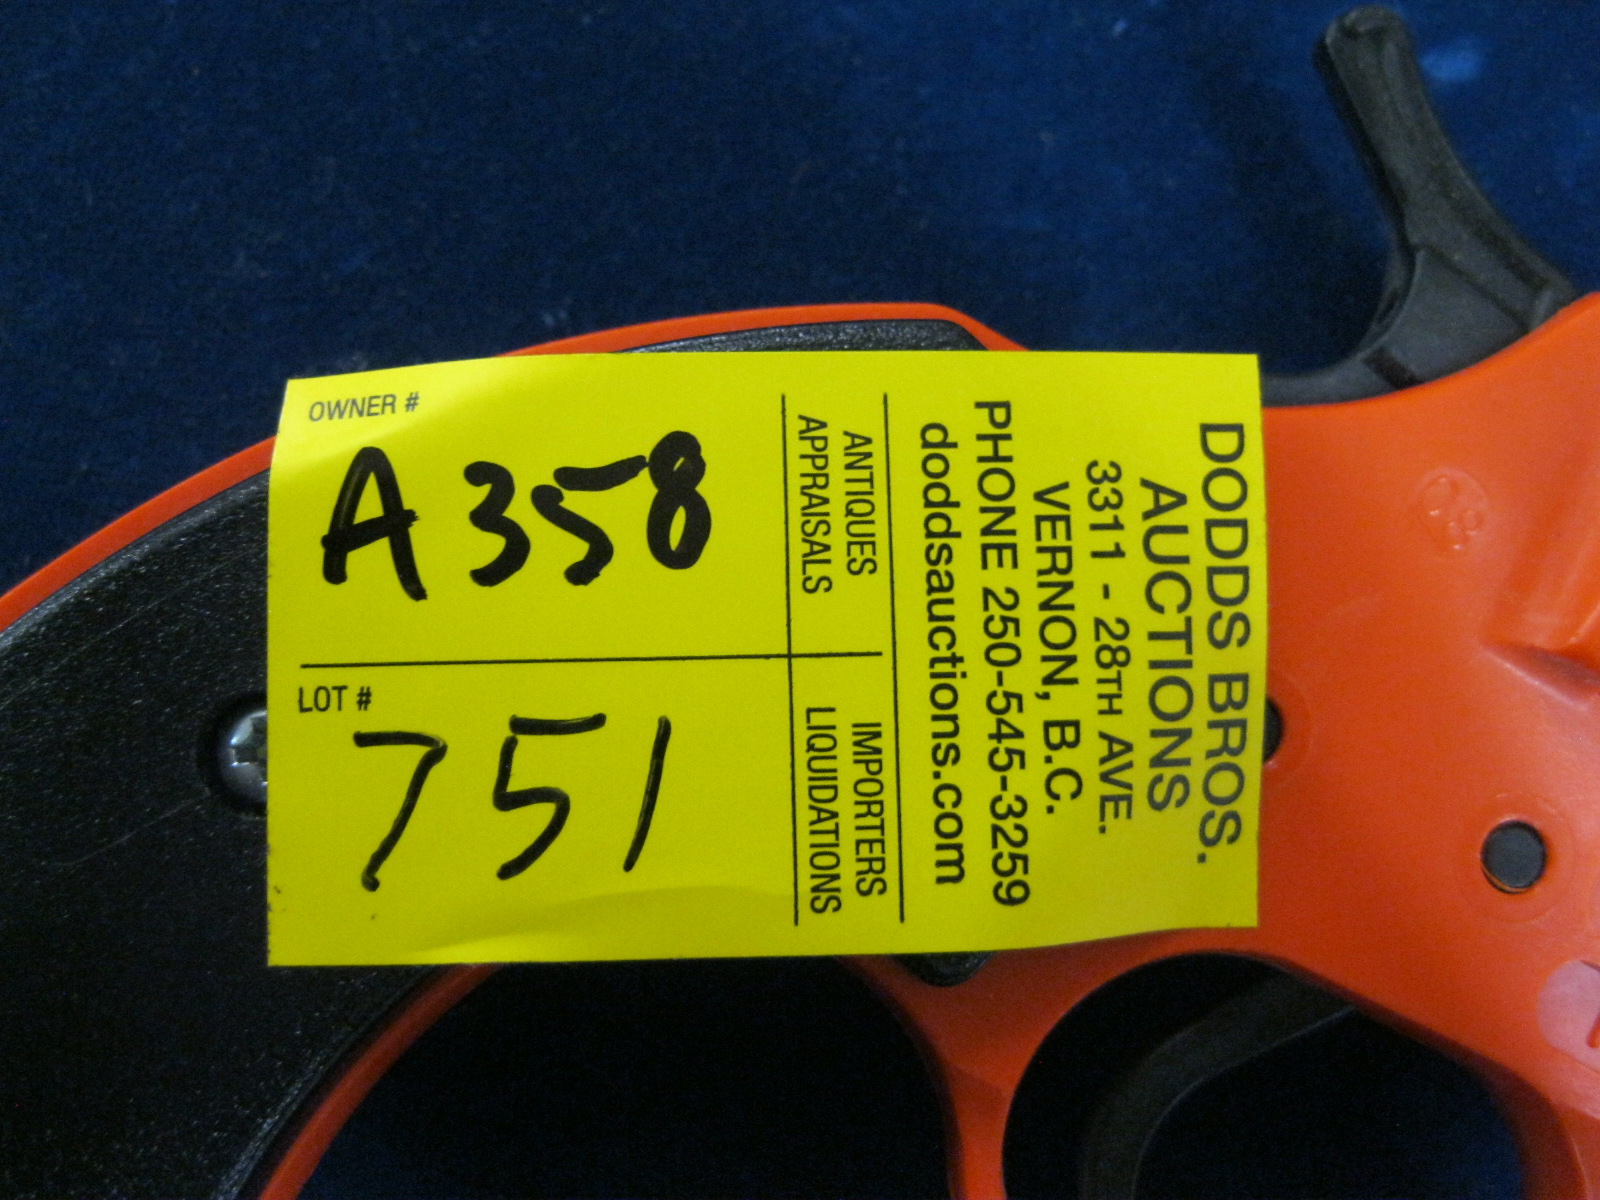 OWNER #
A 358
LOT #
751
ANTIQUES
APPRAISALS
IMPORTERS
LIQUIDATIONS
DODDS BROS.
AUCTIONS
3311 - 28TH AVE.
VERNON, B.C.
PHONE 250-545-3259
doddsauctions.com